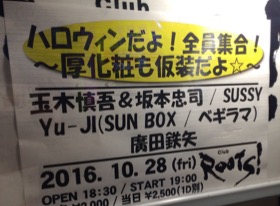 Club
ハロウィンだよ!全員集合!
〜厚化粧も仮装だよ☆〜
玉木慎吾&坂本忠司 / SUSSY
Yu-JI(SUN BOX / ベギラマ)
廣田鉄矢
2016. 10. 28 (fri)
Club ROOTS!
OPEN 18:30 / START 19:00
/ 当日 ¥2,500(1D別)